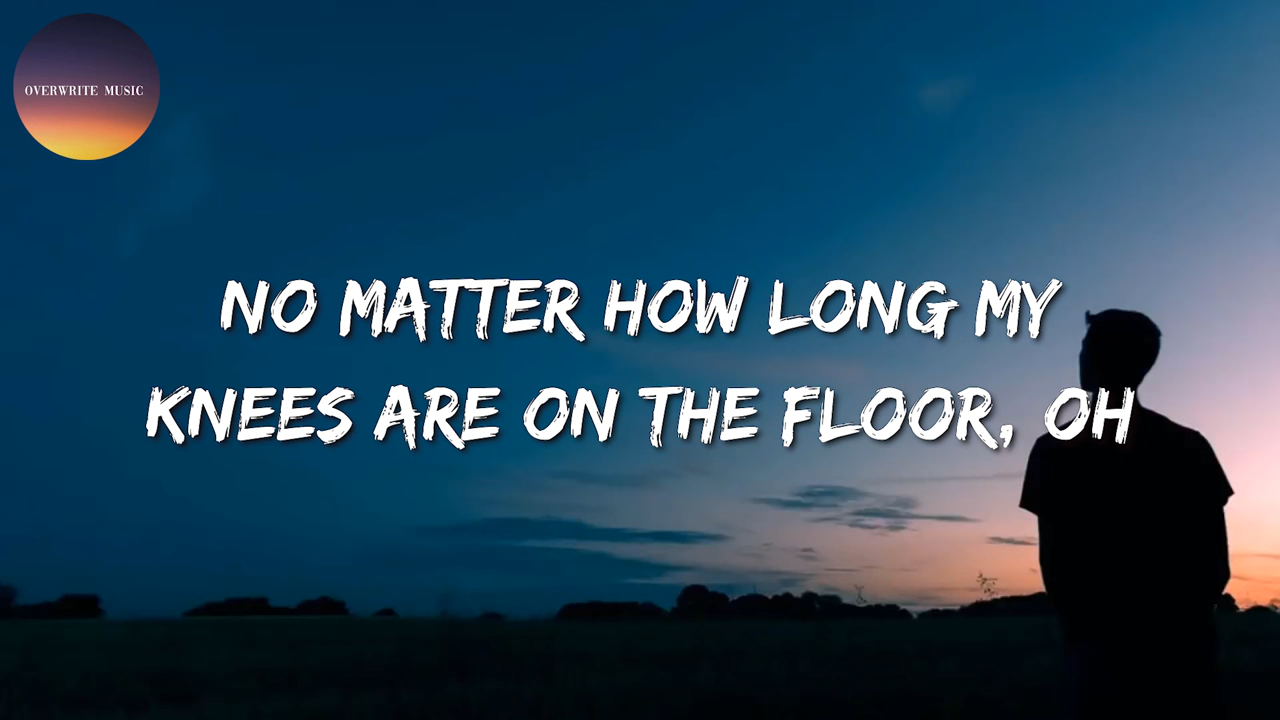 OVERWRITE MUSIC
NO MATTER HOW LONG MY
KNEES ARE ON THE FLOOR, OH